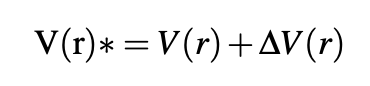 V(r)* = V(r) + ΔV(r)